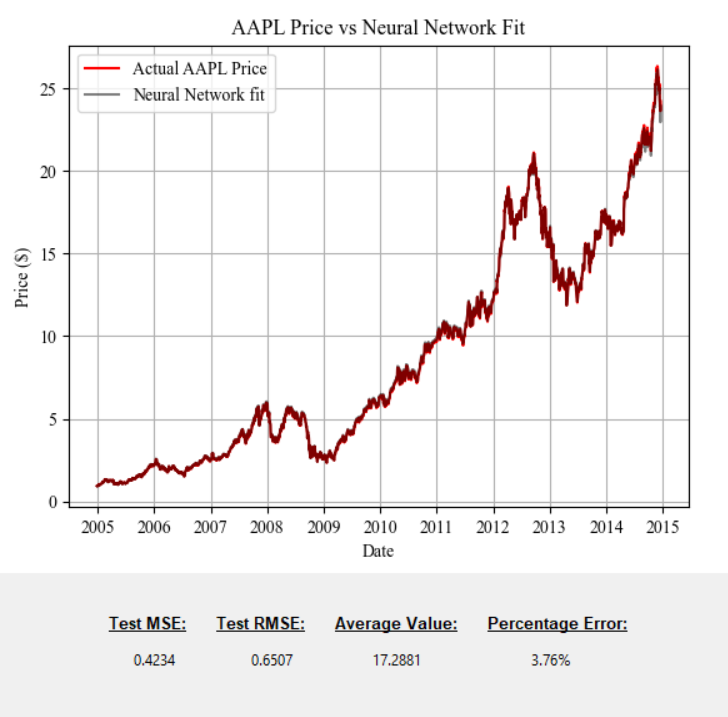 AAPL Price vs Neural Network Fit
Actual AAPL Price
Neural Network fit
25
20
15
10
5
0
Price ($)
2005 2006 2007 2008 2009 2010 2011 2012 2013 2014 2015
Date
Test MSE: Test RMSE: Average Value: Percentage Error:
0.4234 0.6507 17.2881 3.76%